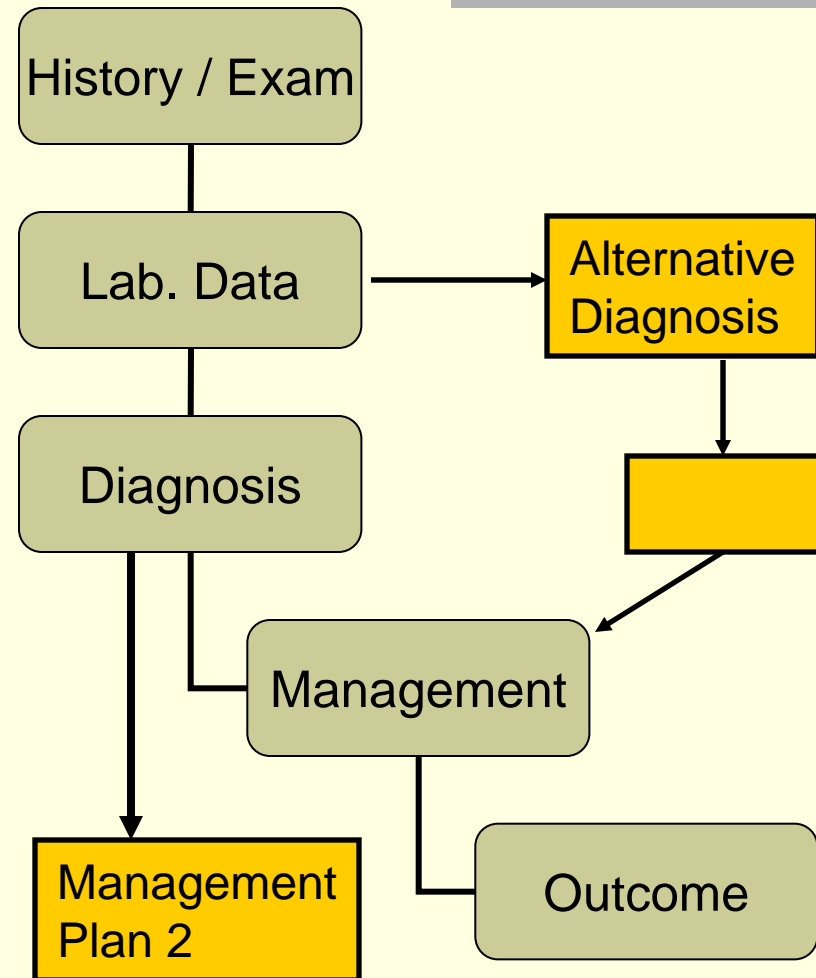 History / Exam
Lab. Data
Alternative
Diagnosis
Diagnosis
Management
Management
Plan 2
Outcome